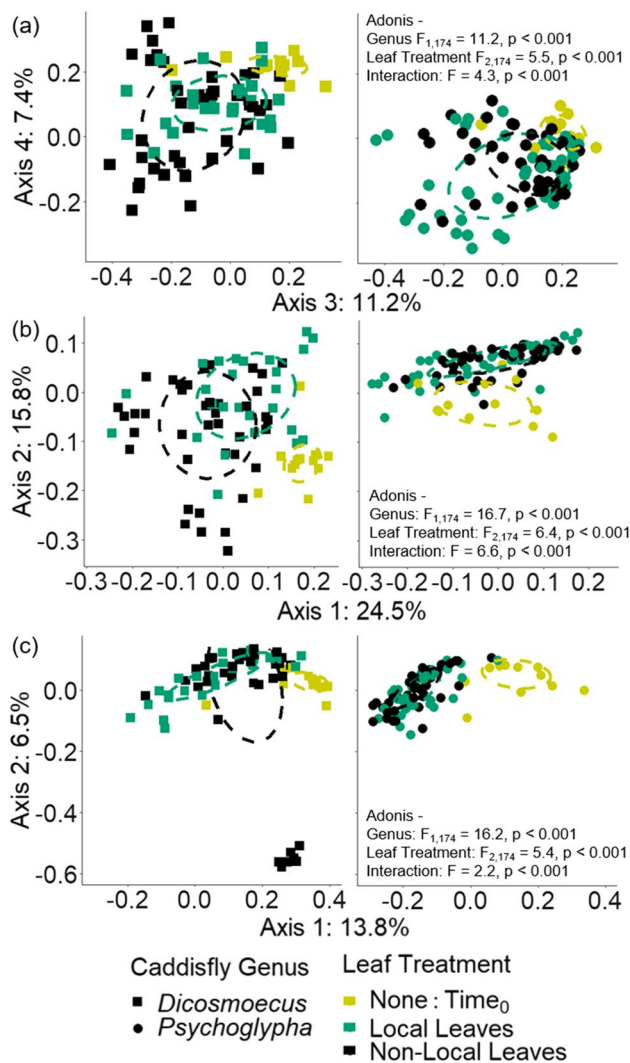 (a)
Axis 4: 7.4%
0.2
0.0
-0.2
-0.4 -0.2 0.0 0.2
Adonis -
Genus F1,174 = 11.2, p < 0.001
Leaf Treatment F2,174 = 5.5, p < 0.001
Interaction: F = 4.3, p < 0.001
-0.4 -0.2 0.0 0.2
Axis 3: 11.2%
(b)
Axis 2: 15.8%
0.1
0.0
-0.1
-0.2
-0.3
-0.3 -0.2 -0.1 0.0 0.1 0.2
Adonis -
Genus: F1,174 = 16.7, p < 0.001
Leaf Treatment: F2,174 = 6.4, p < 0.001
Interaction: F = 6.6, p < 0.001
-0.3 -0.2 -0.1 0.0 0.1 0.2
Axis 1: 24.5%
(c)
Axis 2: 6.5%
0.0
-0.2
-0.4
-0.6
-0.2 0.0 0.2 0.4
Adonis -
Genus: F1,174 = 16.2, p < 0.001
Leaf Treatment: F2,174 = 5.4, p < 0.001
Interaction: F = 2.2, p < 0.001
-0.2 0.0 0.2 0.4
Axis 1: 13.8%
Caddisfly Genus
Dicosmoecus
Psychoglypha
Leaf Treatment
None: Time0
Local Leaves
Non-Local Leaves